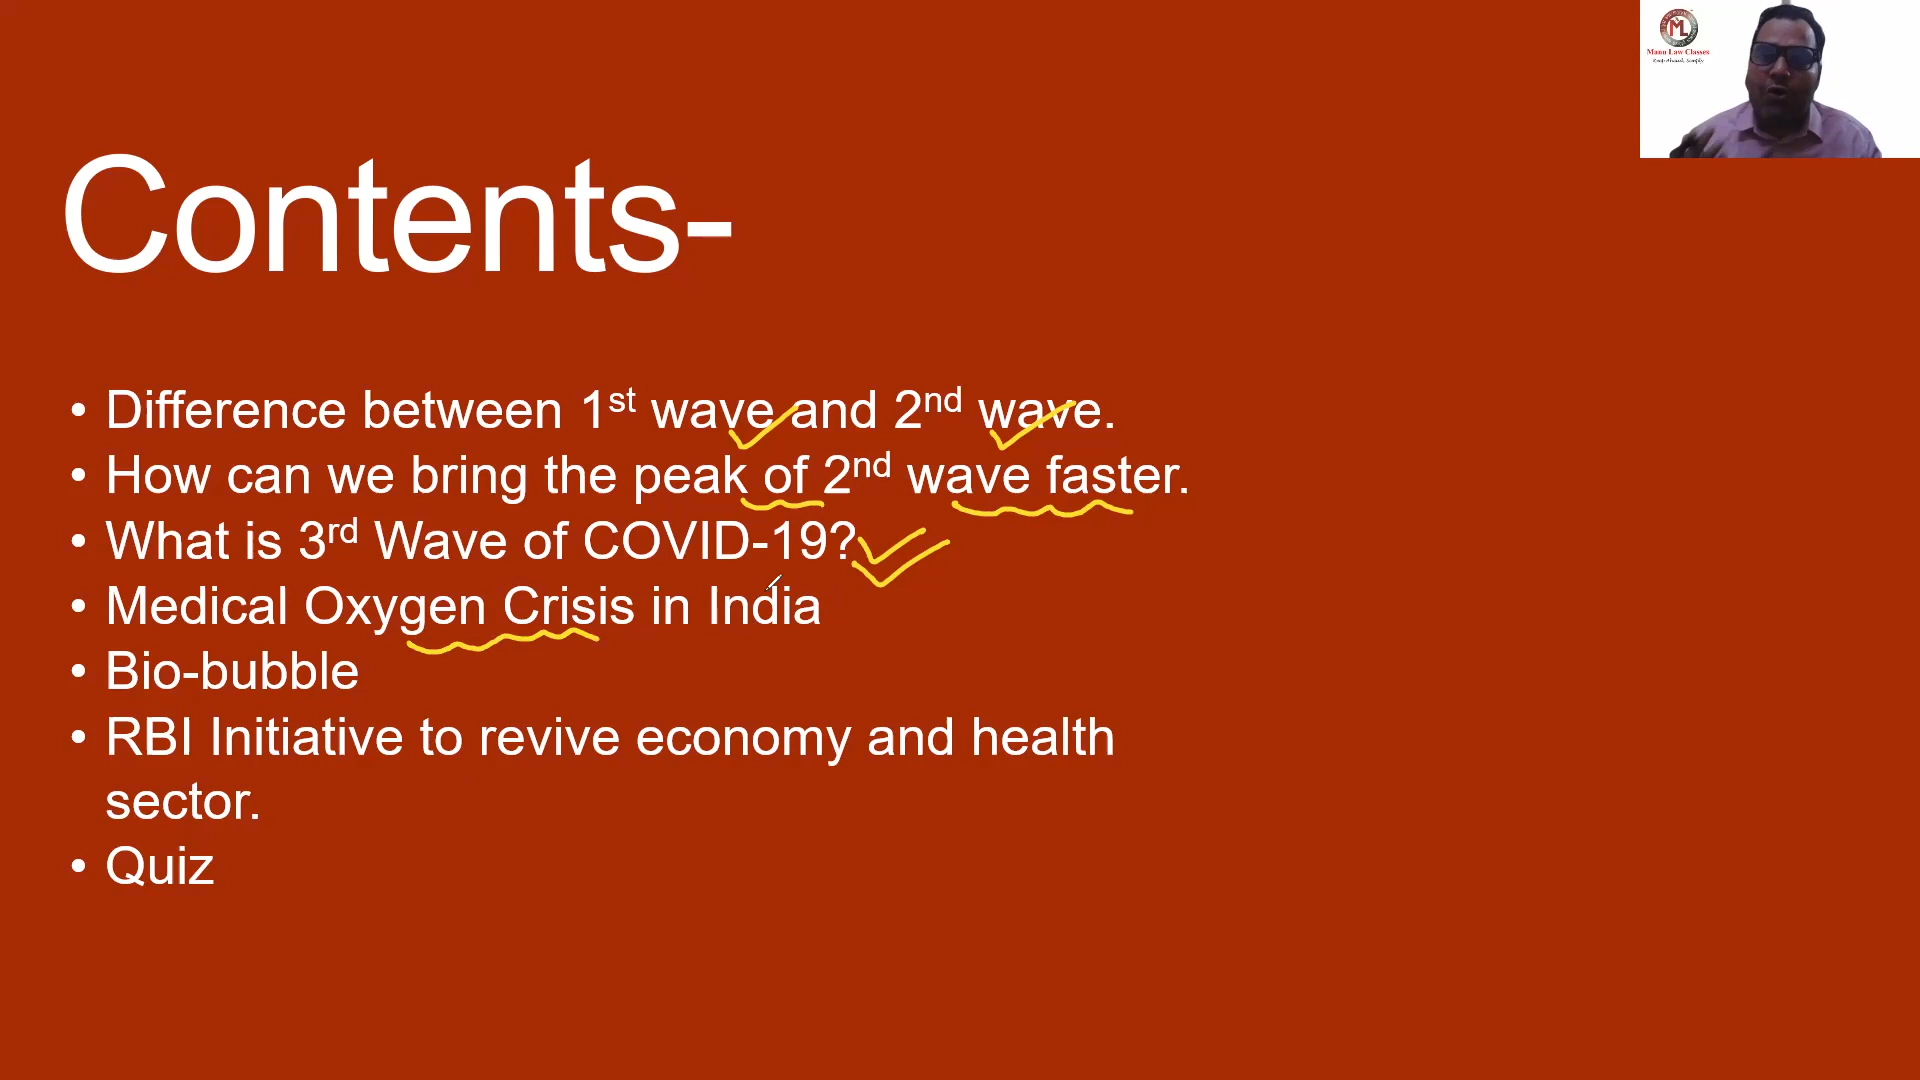 Manu Law Classes
Contents-
• Difference between 1st wave and 2nd wave.
• How can we bring the peak of 2nd wave faster.
• What is 3rd Wave of COVID-19?
• Medical Oxygen Crisis in India
• Bio-bubble
• RBI Initiative to revive economy and health
sector.
• Quiz